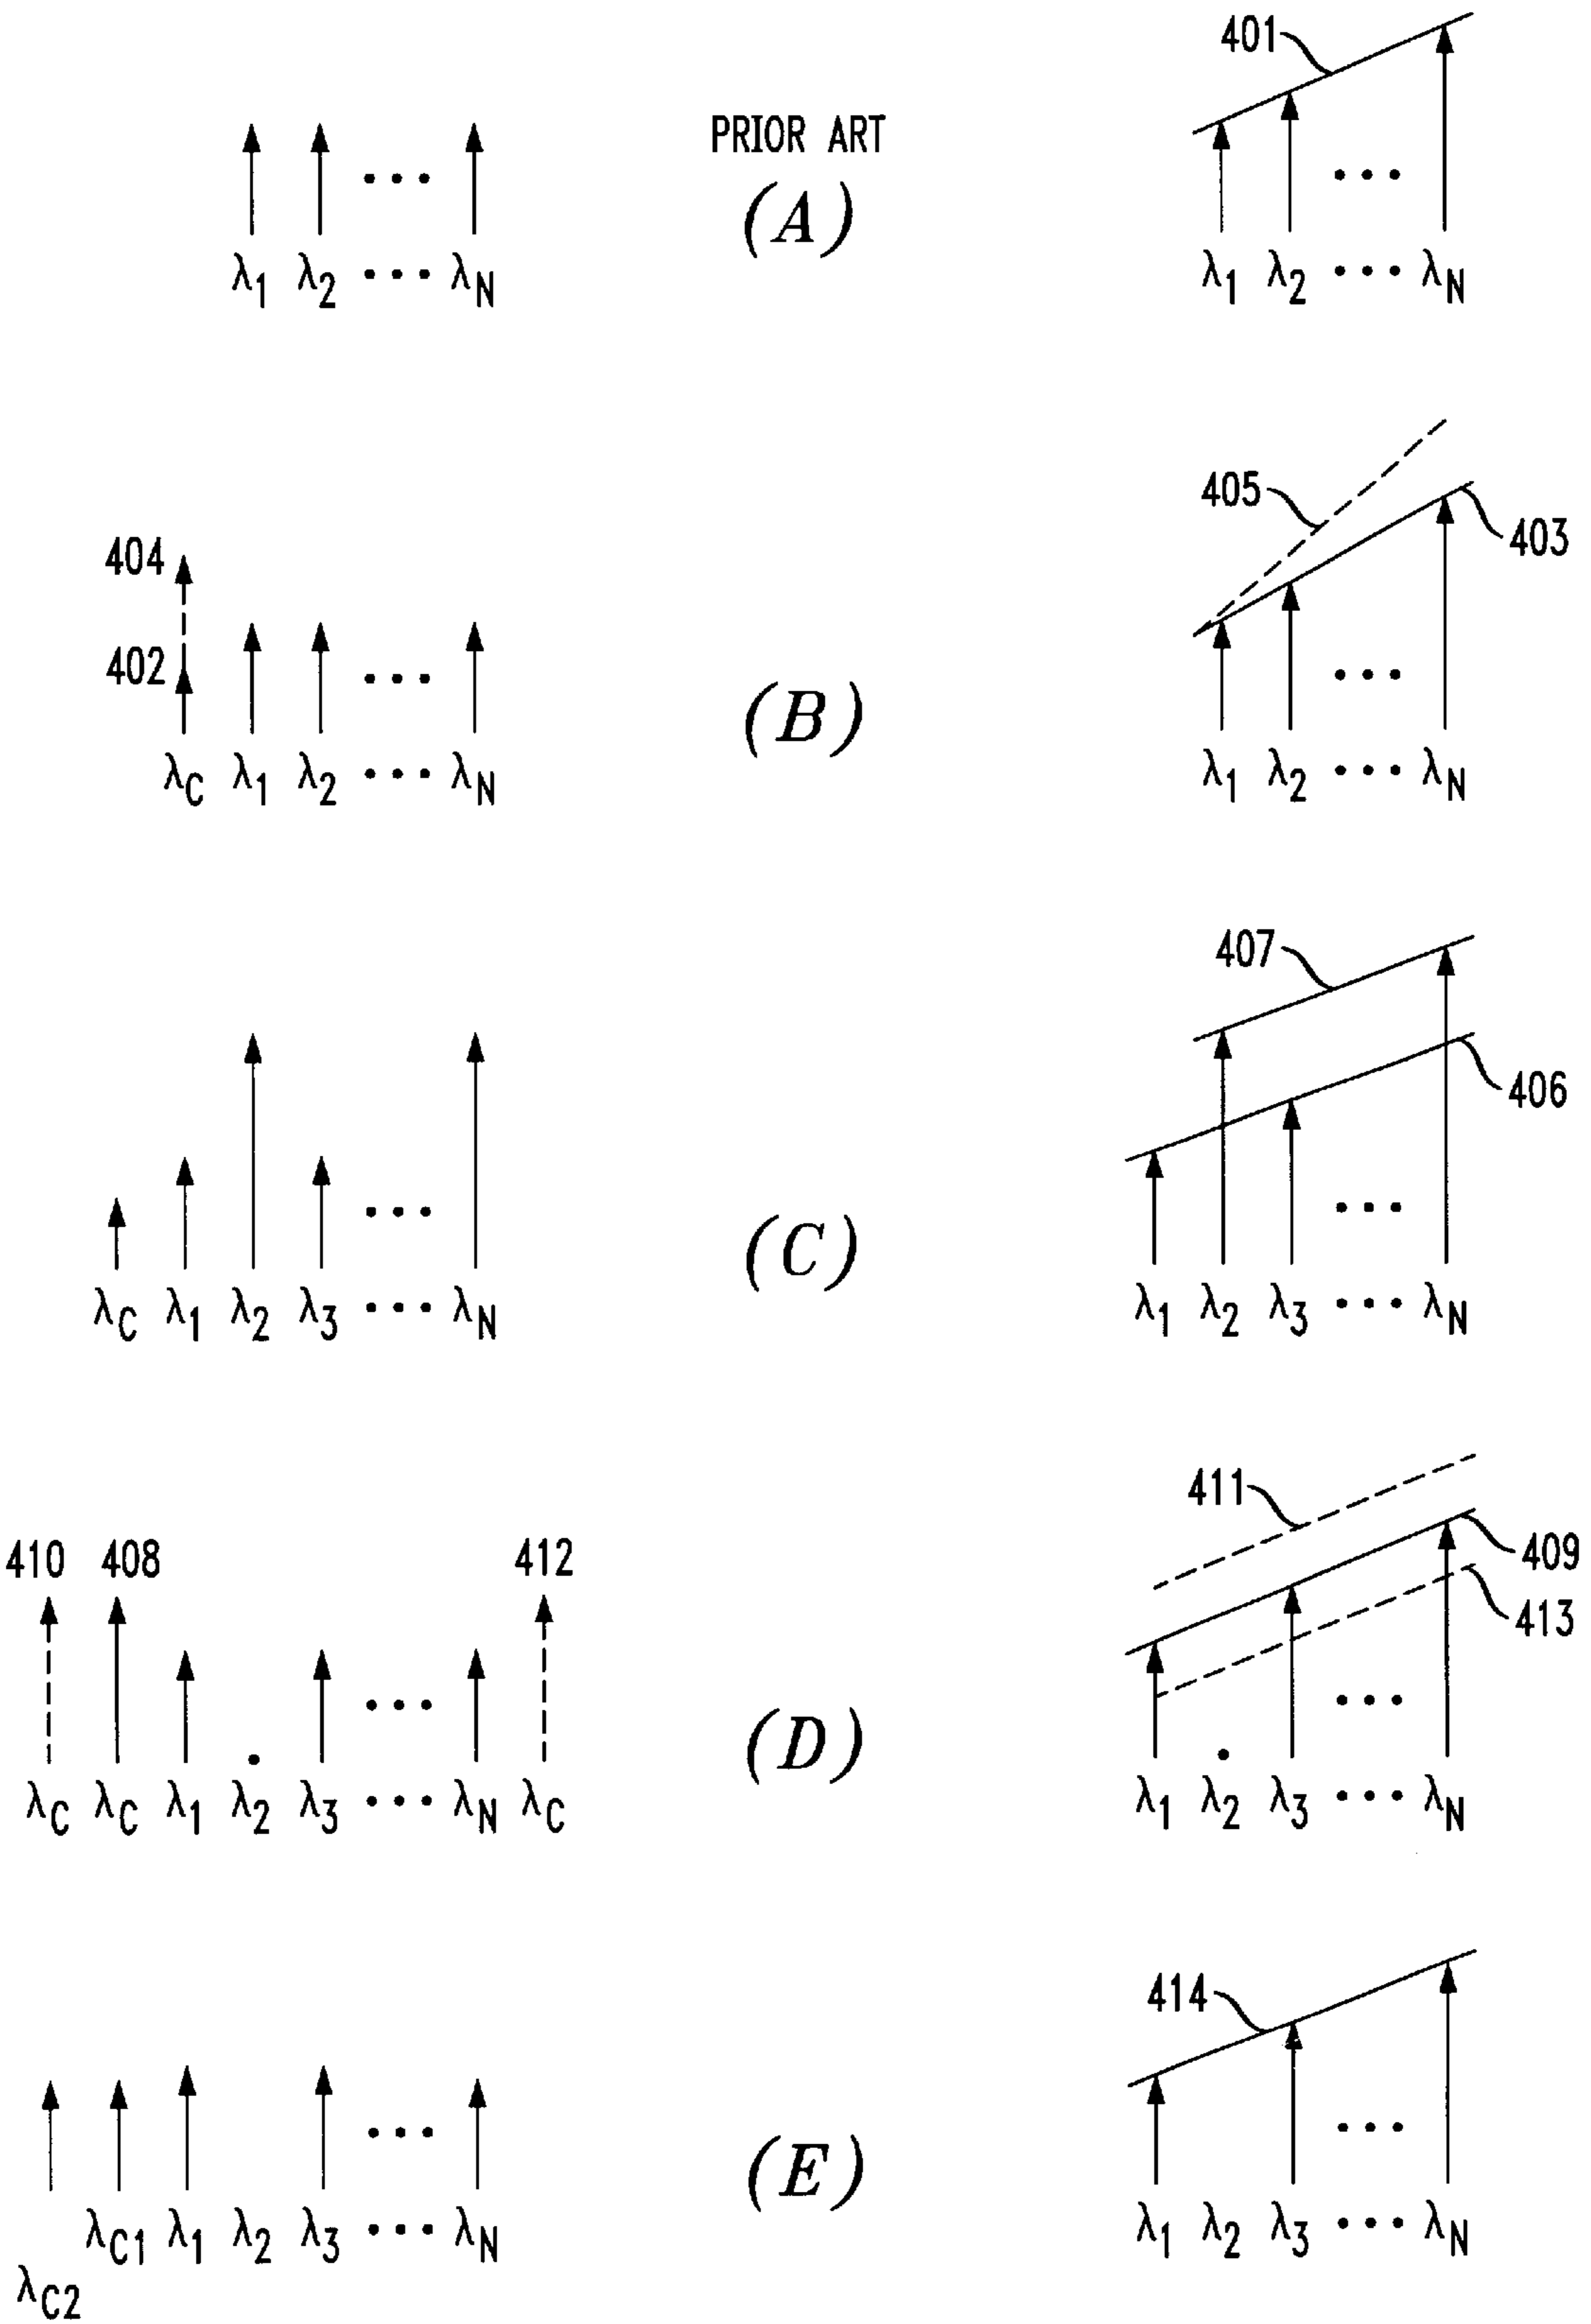 401
PRIOR ART
(A)
λ1 λ2 ••• λN
λ1 λ2 ••• λN
405
403
404
402
(B)
λC λ1 λ2 ••• λN
λ1 λ2 ••• λN
407
406
(C)
λC λ1 λ2 λ3 ••• λN
λ1 λ2 λ3 ••• λN
411
410 408 412
409
413
(D)
λC λC λ1 λ2 λ3 ••• λN λC
λ1 λ2 λ3 ••• λN
414
(E)
λC1 λ1 λ2 λ3 ••• λN
λC2
λ1 λ2 λ3 ••• λN